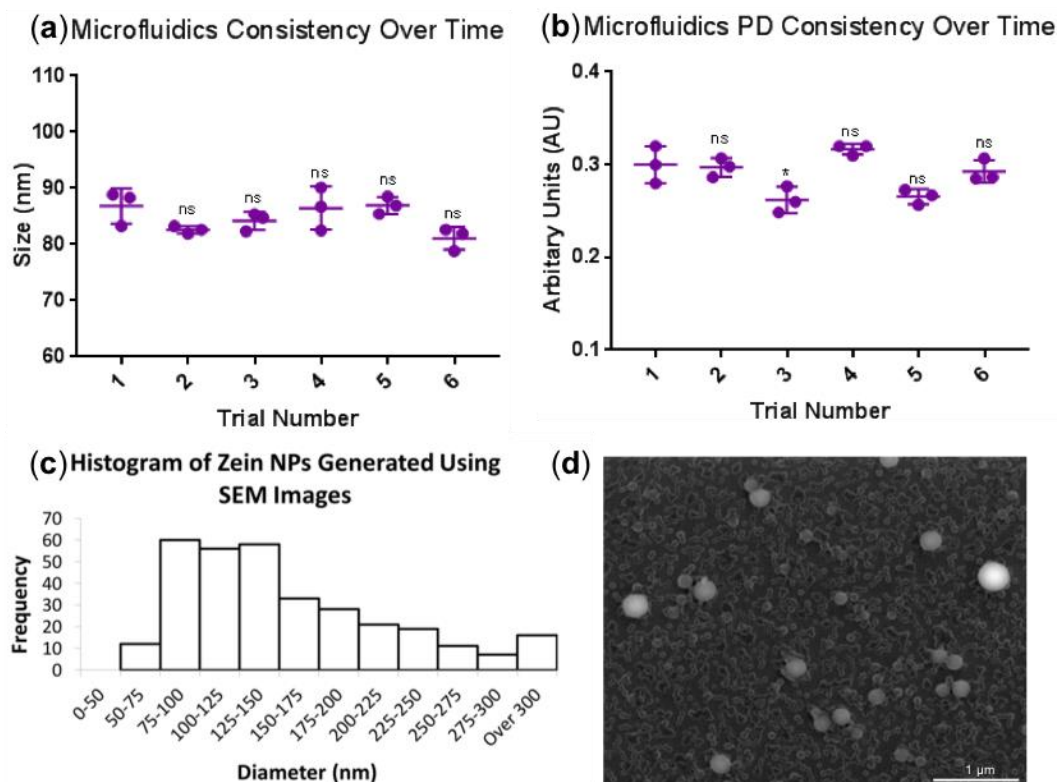 (a) Microfluidics Consistency Over Time
110
100
90
80
70
60
Size (nm)
ns
ns
ns
ns
ns
1
2
3
4
5
6
Trial Number
(b) Microfluidics PD Consistency Over Time
0.4
0.3
0.2
0.1
Arbitary Units (AU)
ns
*
ns
ns
ns
1
2
3
4
5
6
Trial Number
(c) Histogram of Zein NPs Generated Using
SEM Images
70
60
50
40
30
20
10
0
Frequency
0-50
50-75
75-100
100-125
125-150
150-175
175-200
200-225
225-250
250-275
275-300
Over 300
Diameter (nm)
(d)
1 µm